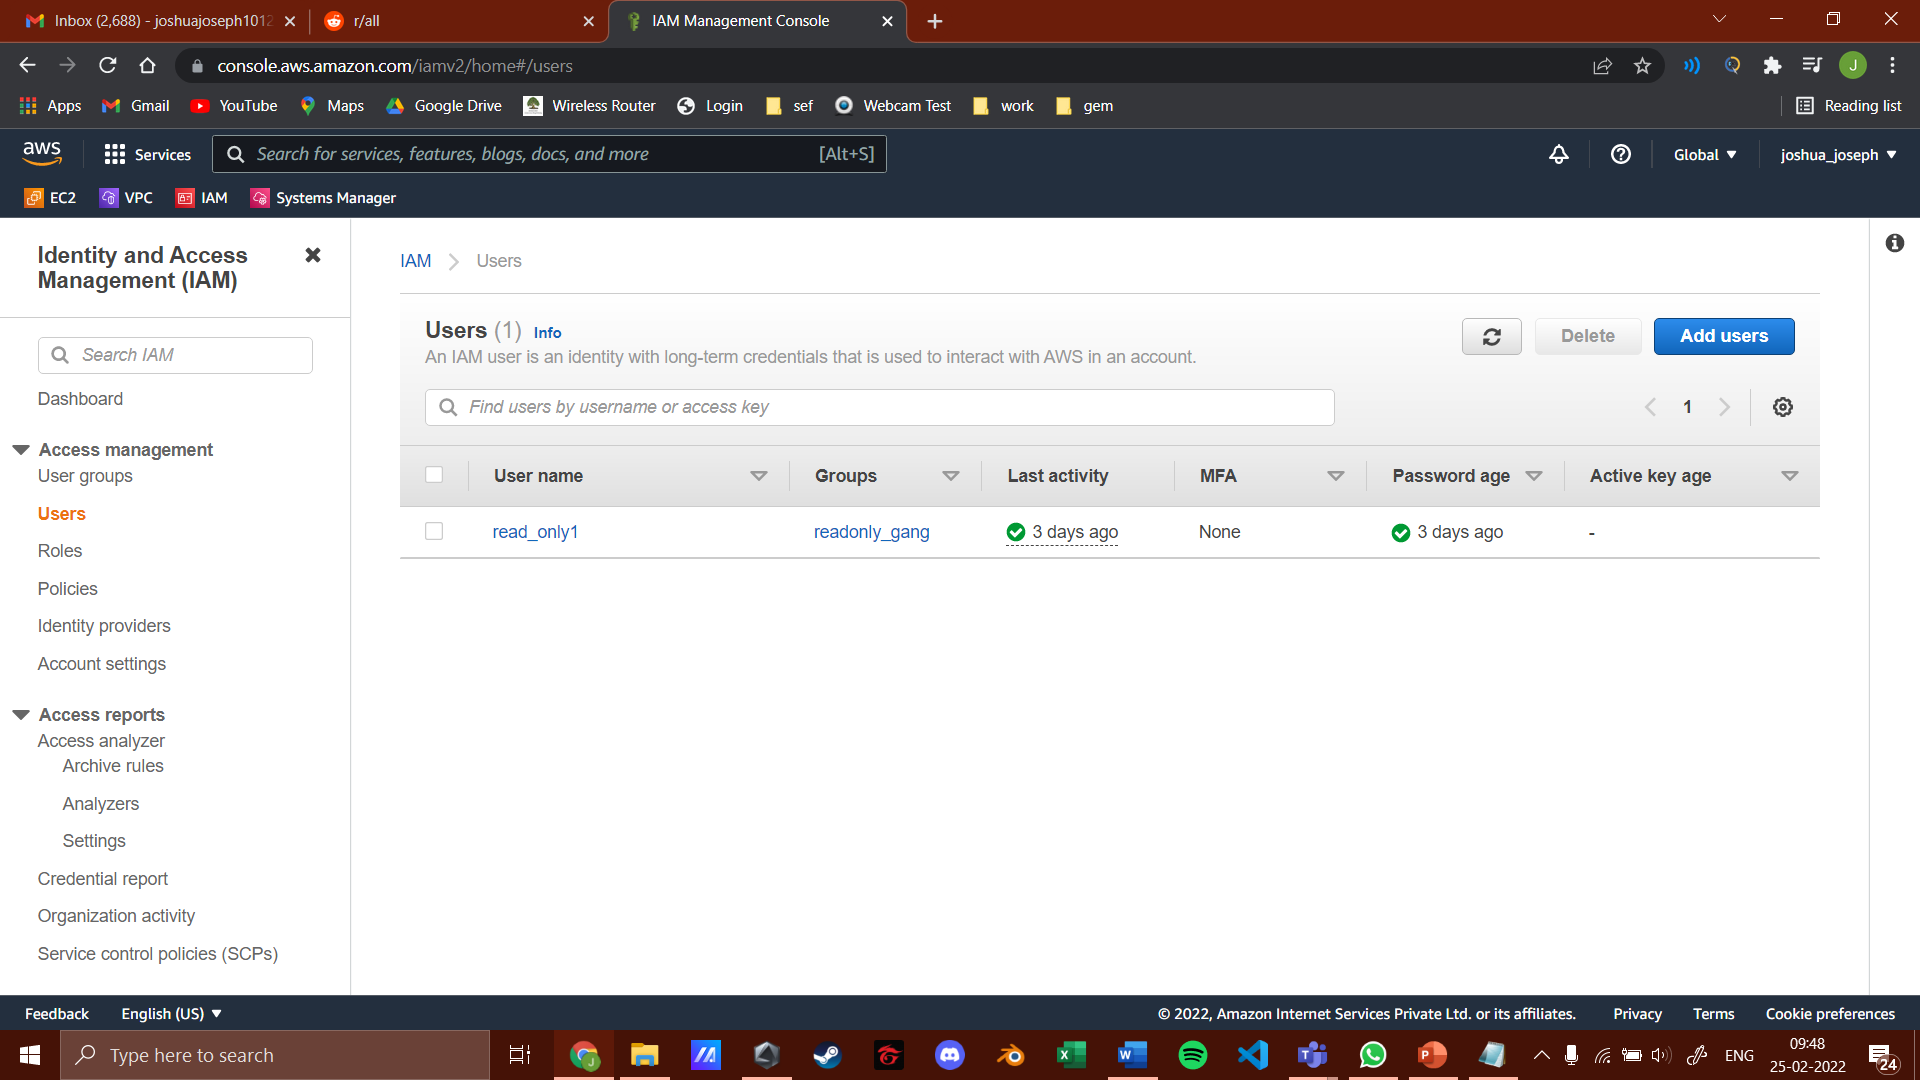 Inbox (2,688) - joshuajoseph1012
r/all
IAM Management Console
console.aws.amazon.com/iamv2/home#/users
J
Apps
Gmail
YouTube
Maps
Google Drive
Wireless Router
Login
sef
Webcam Test
work
gem
Reading list
aws
Services
Search for services, features, blogs, docs, and more
[Alt+S]
Global
joshua_joseph
EC2
VPC
IAM
Systems Manager
Identity and Access
Management (IAM)
Search IAM
Dashboard
Access management
User groups
Users
Roles
Policies
Identity providers
Account settings
Access reports
Access analyzer
Archive rules
Analyzers
Settings
Credential report
Organization activity
Service control policies (SCPs)
IAM
Users
Users (1) Info
An IAM user is an identity with long-term credentials that is used to interact with AWS in an account.
Delete
Add users
Find users by username or access key
1
User name
Groups
Last activity
MFA
Password age
Active key age
read_only1
readonly_gang
3 days ago
None
3 days ago
-
Feedback
English (US)
© 2022, Amazon Internet Services Private Ltd. or its affiliates.
Privacy
Terms
Cookie preferences
Type here to search
ENG
09:48
25-02-2022
24